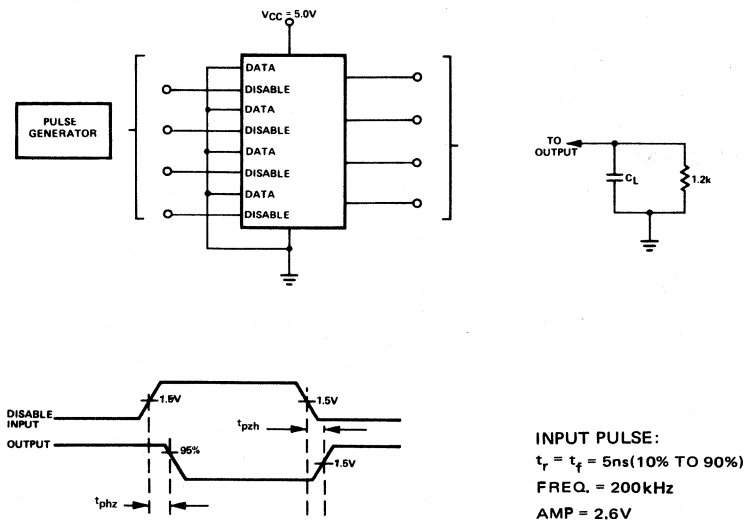 VCC = 5.0V
PULSE
GENERATOR
DATA
DISABLE
DATA
DISABLE
DATA
DISABLE
DATA
DISABLE
TO
OUTPUT
CL
1.2k
DISABLE
INPUT
1.5V
1.5V
tpzh
OUTPUT
95%
1.5V
tphz
INPUT PULSE:
tr = tf = 5ns(10% TO 90%)
FREQ. = 200kHz
AMP = 2.6V